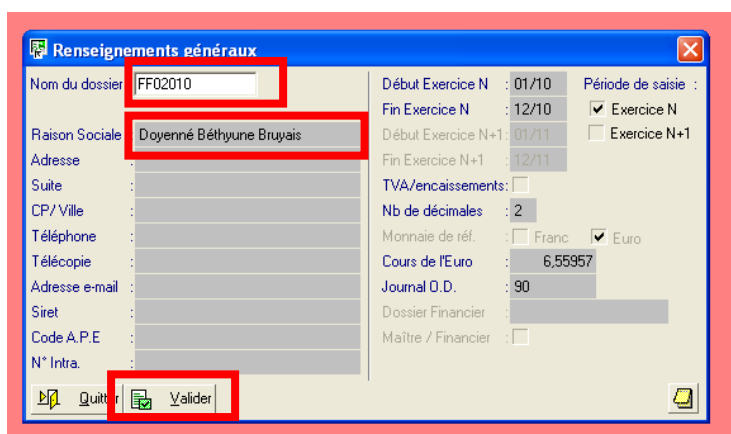 Renseignements généraux
Nom du dossier FF02010
Raison Sociale : Doyenné Béthyune Bruyais
Adresse :
Suite :
CP/ Ville :
Téléphone :
Télécopie :
Adresse e-mail :
Siret :
Code A.P.E :
N° Intra. :
Début Exercice N : 01/10 Période de saisie :
Fin Exercice N : 12/10 Exercice N
Début Exercice N+1 : 01/11 Exercice N+1
Fin Exercice N+1 : 12/11
TVA/encaissements :
Nb de décimales : 2
Monnaie de réf. : Franc Euro
Cours de l'Euro : 6,55957
Journal O.D. : 90
Dossier Financier :
Maître / Financier :
Quitter Valider